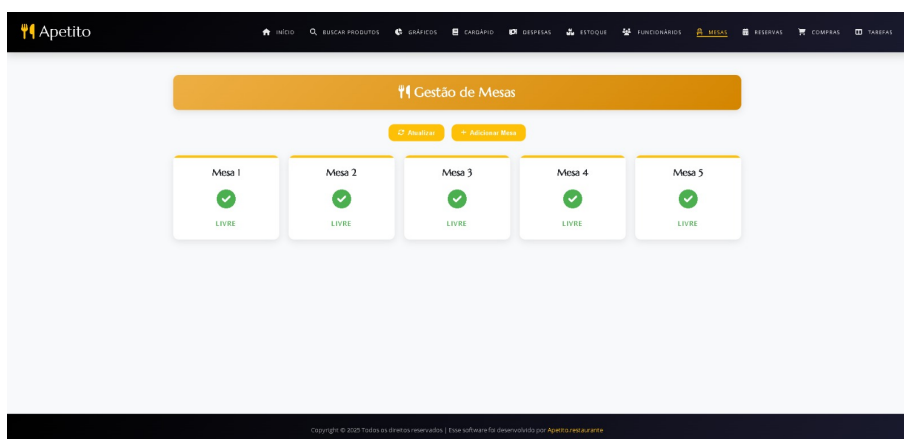 Apetito
INÍCIO BUSCAR PRODUTOS GRÁFICOS CARDÁPIO DESPESAS ESTOQUE FUNCIONÁRIOS MESAS RESERVAS COMPRAS TAREFAS
Gestão de Mesas
Atualizar + Adicionar Mesa
Mesa 1 Mesa 2 Mesa 3 Mesa 4 Mesa 5
LIVRE LIVRE LIVRE LIVRE LIVRE
Copyright © 2025 Todos os direitos reservados | Esse software foi desenvolvido por Apetito.restaurante